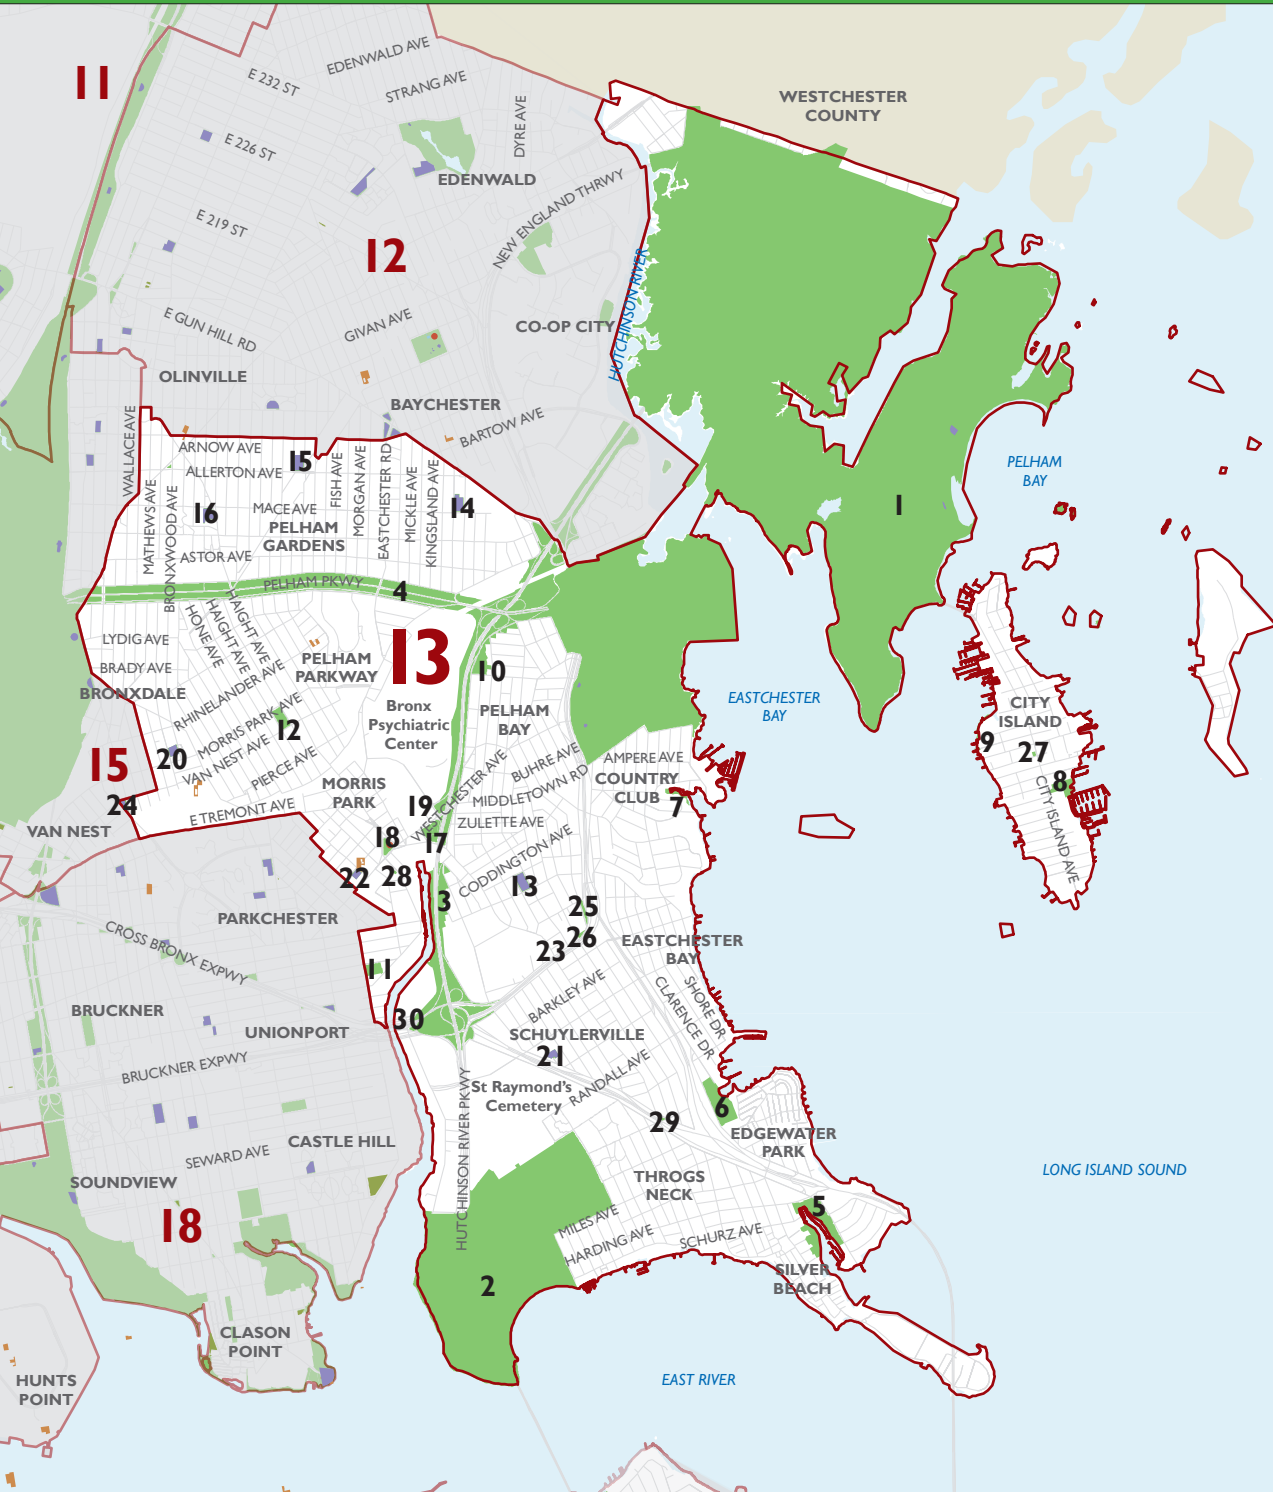 11
EDENWALD AVE
E 232 ST
STRANG AVE
WESTCHESTER
COUNTY
DYRE AVE
E 226 ST
EDENWALD
NEW ENGLAND THRWY
E 219 ST
12
HUTCHINSON RIVER
E GUN HILL RD
GIVAN AVE
CO-OP CITY
OLINVILLE
BAYCHESTER
BARTOW AVE
WALLACE AVE
ARNOW AVE
15
ALLERTON AVE
FISH AVE
MORGAN AVE
EASTCHESTER RD
MICKLE AVE
KINGSLAND AVE
PELHAM
BAY
MATHEWS AVE
BRONXWOOD AVE
16
MACE AVE
14
1
PELHAM
GARDENS
ASTOR AVE
PELHAM PKWY
4
HAIGHT AVE
HAIGHT AVE
HONE AVE
LYDIG AVE
13
BRADY AVE
PELHAM
PARKWAY
10
BRONXDALE
RHINELANDER AVE
Bronx
Psychiatric
Center
PELHAM
BAY
EASTCHESTER
BAY
CITY
ISLAND
MORRIS PARK AVE
12
VAN NEST AVE
20
15
PIERCE AVE
BUHRE AVE
AMPERE AVE
9
27
8
COUNTRY
CLUB
7
MORRIS
PARK
WESTCHESTER AVE
MIDDLETOWN RD
CITY ISLAND AVE
24
E TREMONT AVE
19
ZULETTE AVE
VAN NEST
18
17
CODDINGTON AVE
22
28
13
3
25
PARKCHESTER
26
23
EASTCHESTER
BAY
CROSS BRONX EXPWY
11
BARKLEY AVE
CLARENCE DR
SHORE DR
BRUCKNER
30
UNIONPORT
SCHUYLERVILLE
21
BRUCKNER EXPWY
St Raymond's
Cemetery
RANDALL AVE
6
29
HUTCHINSON RIVER PKWY
EDGEWATER
PARK
CASTLE HILL
SEWARD AVE
LONG ISLAND SOUND
SOUNDVIEW
THROGS
NECK
18
5
MILES AVE
HARDING AVE
SCHURZ AVE
2
SILVER
BEACH
CLASON
POINT
EAST RIVER
HUNTS
POINT